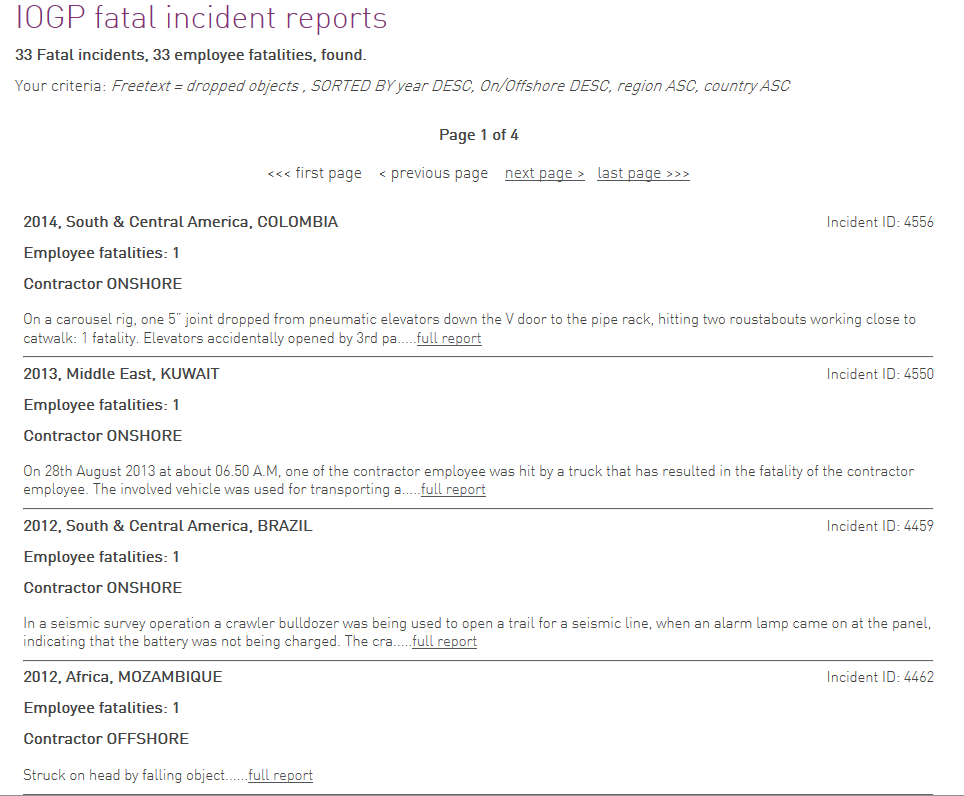 IOGP fatal incident reports
33 Fatal incidents, 33 employee fatalities, found.
Your criteria: Freetext = dropped objects , SORTED BY year DESC, On/Offshore DESC, region ASC, country ASC
Page 1 of 4
<<< first page < previous page next page > last page >>>
2014, South & Central America, COLOMBIA Incident ID: 4556
Employee fatalities: 1
Contractor ONSHORE
On a carousel rig, one 5" joint dropped from pneumatic elevators down the V door to the pipe rack, hitting two roustabouts working close to
catwalk: 1 fatality. Elevators accidentally opened by 3rd pa.....full report
2013, Middle East, KUWAIT Incident ID: 4550
Employee fatalities: 1
Contractor ONSHORE
On 28th August 2013 at about 06.50 A.M, one of the contractor employee was hit by a truck that has resulted in the fatality of the contractor
employee. The involved vehicle was used for transporting a.....full report
2012, South & Central America, BRAZIL Incident ID: 4459
Employee fatalities: 1
Contractor ONSHORE
In a seismic survey operation a crawler bulldozer was being used to open a trail for a seismic line, when an alarm lamp came on at the panel,
indicating that the battery was not being charged. The cra.....full report
2012, Africa, MOZAMBIQUE Incident ID: 4462
Employee fatalities: 1
Contractor OFFSHORE
Struck on head by falling object......full report